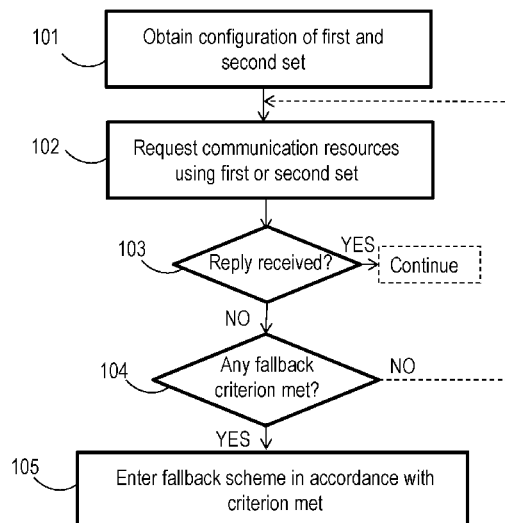 101
Obtain configuration of first and
second set
102
Request communication resources
using first or second set
103
Reply received?
YES
Continue
NO
104
Any fallback
criterion met?
NO
YES
105
Enter fallback scheme in accordance with
criterion met